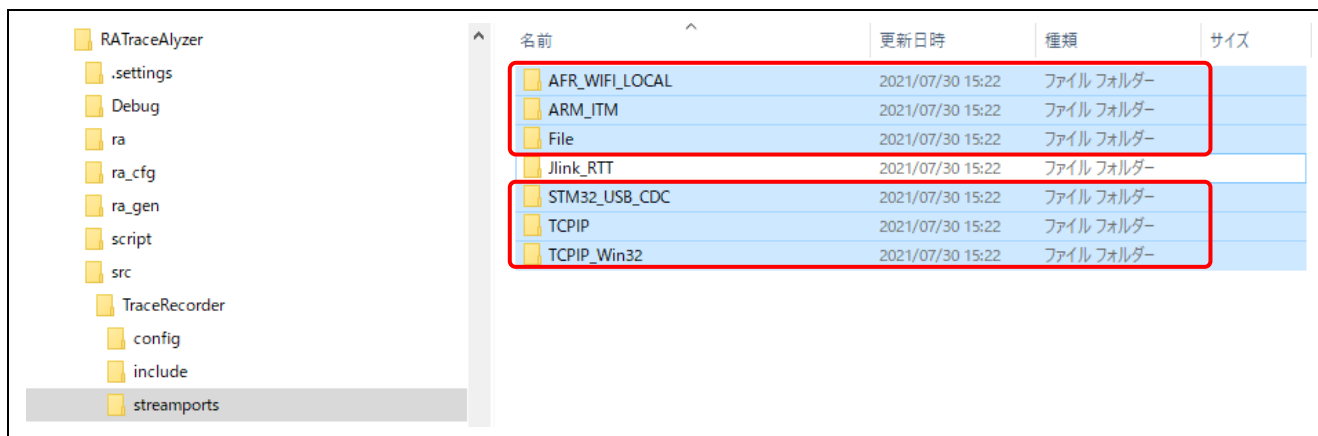 RATraceAlyzer
.settings
Debug
ra
ra_cfg
ra_gen
script
src
TraceRecorder
config
include
streamports
名前 更新日時 種類 サイズ
AFR_WIFI_LOCAL 2021/07/30 15:22 ファイル フォルダー
ARM_ITM 2021/07/30 15:22 ファイル フォルダー
File 2021/07/30 15:22 ファイル フォルダー
Jlink_RTT 2021/07/30 15:22 ファイル フォルダー
STM32_USB_CDC 2021/07/30 15:22 ファイル フォルダー
TCPIP 2021/07/30 15:22 ファイル フォルダー
TCPIP_Win32 2021/07/30 15:22 ファイル フォルダー